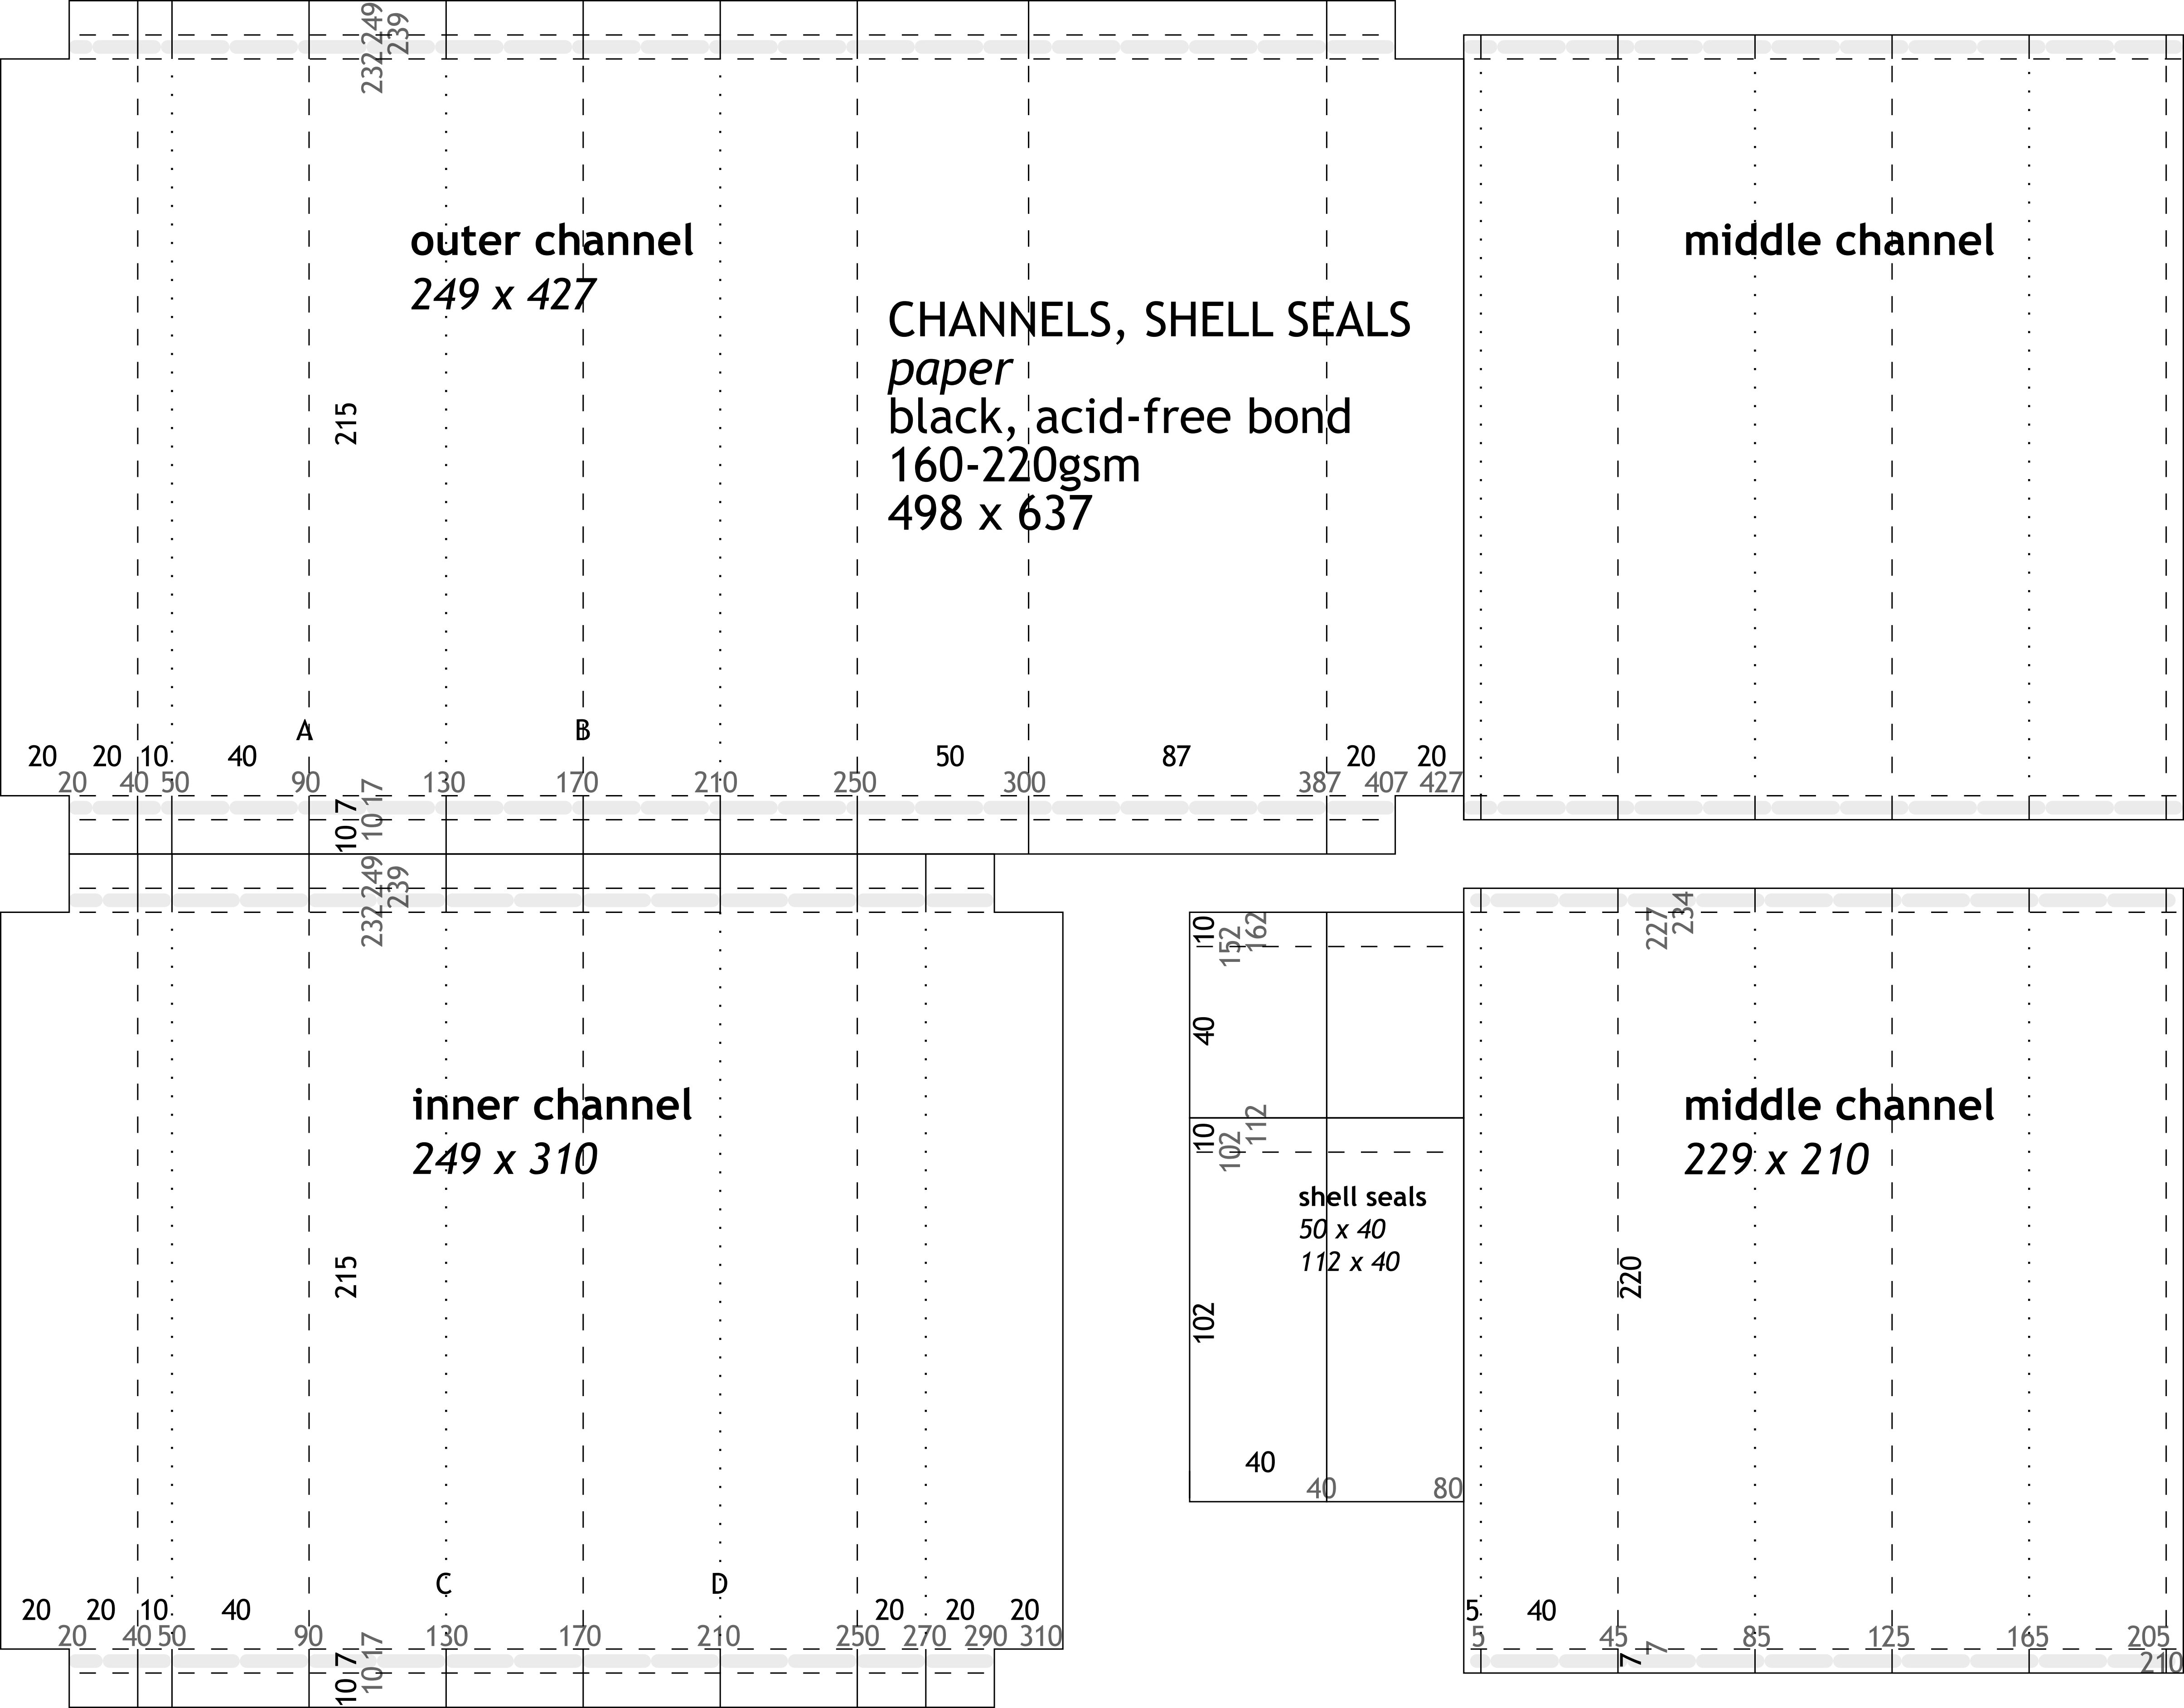 249
232
239
outer channel
249 x 427
middle channel
CHANNELS, SHELL SEALS
paper
black, acid-free bond
160-220gsm
498 x 637
215
A
B
20 20 10 40 50 87 20 20
20 40 50 90 130 170 210 250 300 387 407 427
7
10
17
10
249
232
239
inner channel
249 x 310
215
C
D
20 20 10 40 20 20 20
20 40 50 90 130 170 210 250 270 290 310
7
10
17
10
10
152
162
40
10
102
112
shell seals
50 x 40
112 x 40
102
40
40 80
227
234
middle channel
229 x 210
220
5 40
5 45 85 125 165 205
7
7
210